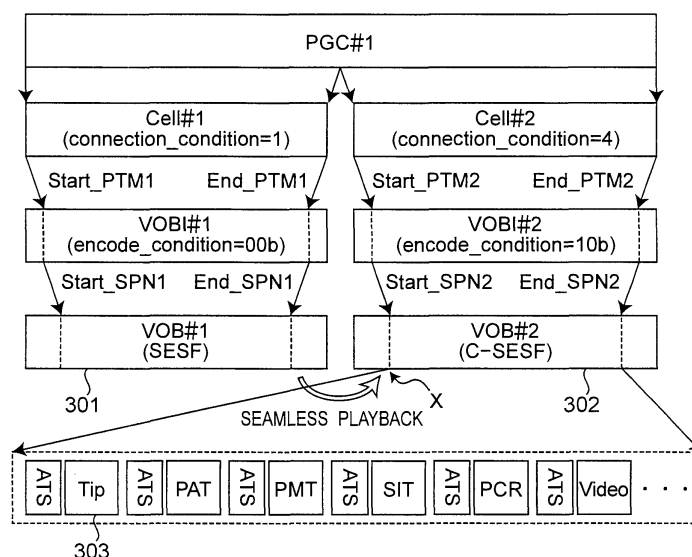 PGC#1
Cell#1 Cell#2
(connection_condition=1) (connection_condition=4)
Start_PTM1 End_PTM1 Start_PTM2 End_PTM2
VOBI#1 VOBI#2
(encode_condition=00b) (encode_condition=10b)
Start_SPN1 End_SPN1 Start_SPN2 End_SPN2
VOB#1 VOB#2
(SESF) (C-SESF)
301 X 302
SEAMLESS PLAYBACK
ATS Tip ATS PAT ATS PMT ATS SIT ATS PCR ATS Video · · · ·
303